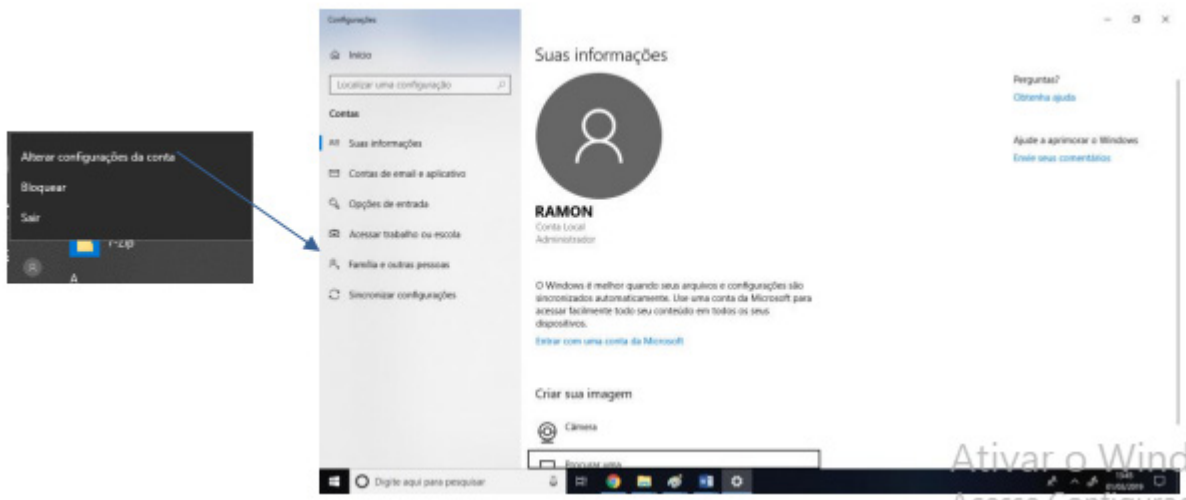 Alterar configurações da conta
Bloquear
Sair
7-Zip
A
Configurações
Início
Localizar uma configuração
Contas
Suas informações
Contas de email e aplicativo
Opções de entrada
Acessar trabalho ou escola
Família e outras pessoas
Sincronizar configurações
Suas informações
RAMON
Conta Local
Administrador
O Windows é melhor quando seus arquivos e configurações são
sincronizados automaticamente. Use uma conta da Microsoft para
acessar facilmente todo seu conteúdo em todos os seus
dispositivos.
Entrar com uma conta da Microsoft
Criar sua imagem
Câmera
Procurar uma
Perguntas?
Obtenha ajuda
Ajude a aprimorar o Windows
Envie seus comentários
Ativar o Wind
Digite aqui para pesquisar